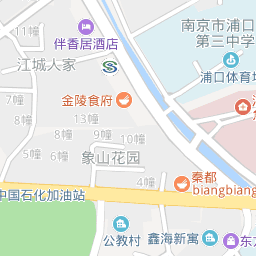 南京市浦口
第三中学
伴香居酒店
江城人家
浦口体育场
7幢
金陵食府
11幢
8幢
13幢
9幢
10幢
6幢
5幢
象山花园
4幢
秦都
biangbiang
中国石化加油站
公教村
鑫海新寓
东方